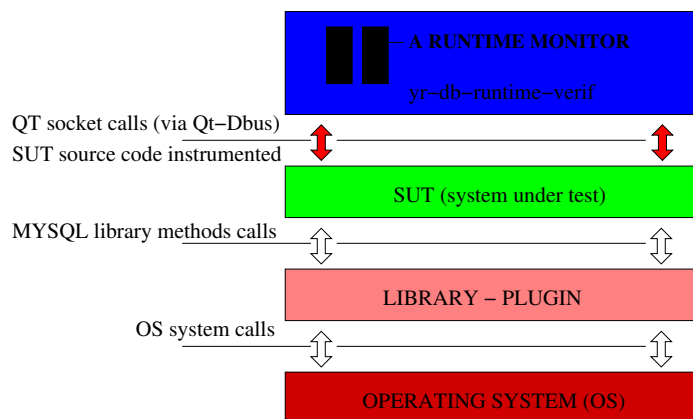 A RUNTIME MONITOR
yr-db-runtime-verif
QT socket calls (via Qt-Dbus)
SUT source code instrumented
SUT (system under test)
MYSQL library methods calls
LIBRARY - PLUGIN
OS system calls
OPERATING SYSTEM (OS)